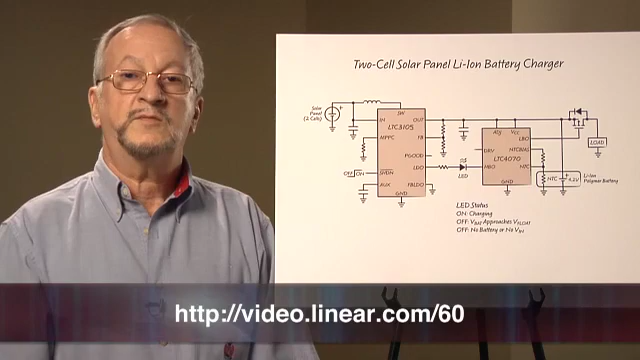 Two-Cell Solar Panel Li-Ion Battery Charger
Solar
Panel
(2 Cells)
+
SW
IN
OUT
LTC3105
MPPC
FB
PGOOD
LDO
OFF ON
SHDN
AUX
FBLDO
GND
LED
ADJ
VCC
LBO
DRV
NTCBIAS
LTC4070
HBO
NTC
GND
LOAD
NTC
+
4.2V
Li-Ion
Polymer Battery
LED Status
ON: Charging
OFF: VBAT Approaches VFLOAT
OFF: No Battery or No VIN
http://video.linear.com/60